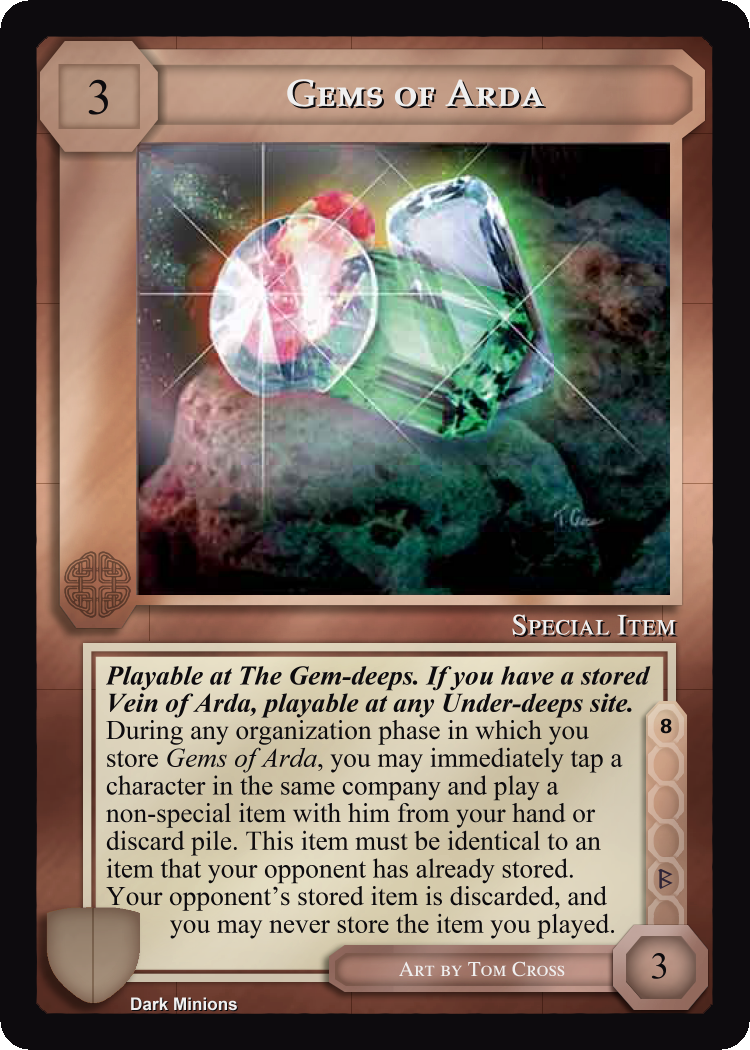 3
Gems of Arda
T. Cross
Special Item
Playable at The Gem-deeps. If you have a stored
Vein of Arda, playable at any Under-deeps site.
During any organization phase in which you
store Gems of Arda, you may immediately tap a
character in the same company and play a
non-special item with him from your hand or
discard pile. This item must be identical to an
item that your opponent has already stored.
Your opponent's stored item is discarded, and
you may never store the item you played.
8
ᛒ
Art by Tom Cross
3
Dark Minions